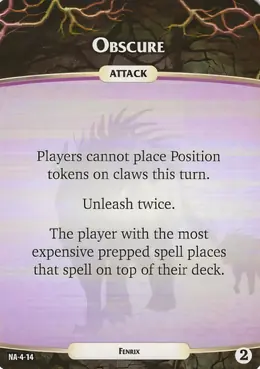 Obscure
ATTACK
Players cannot place Position
tokens on claws this turn.
Unleash twice.
The player with the most
expensive prepped spell places
that spell on top of their deck.
NA-4-14
Fenrix
2